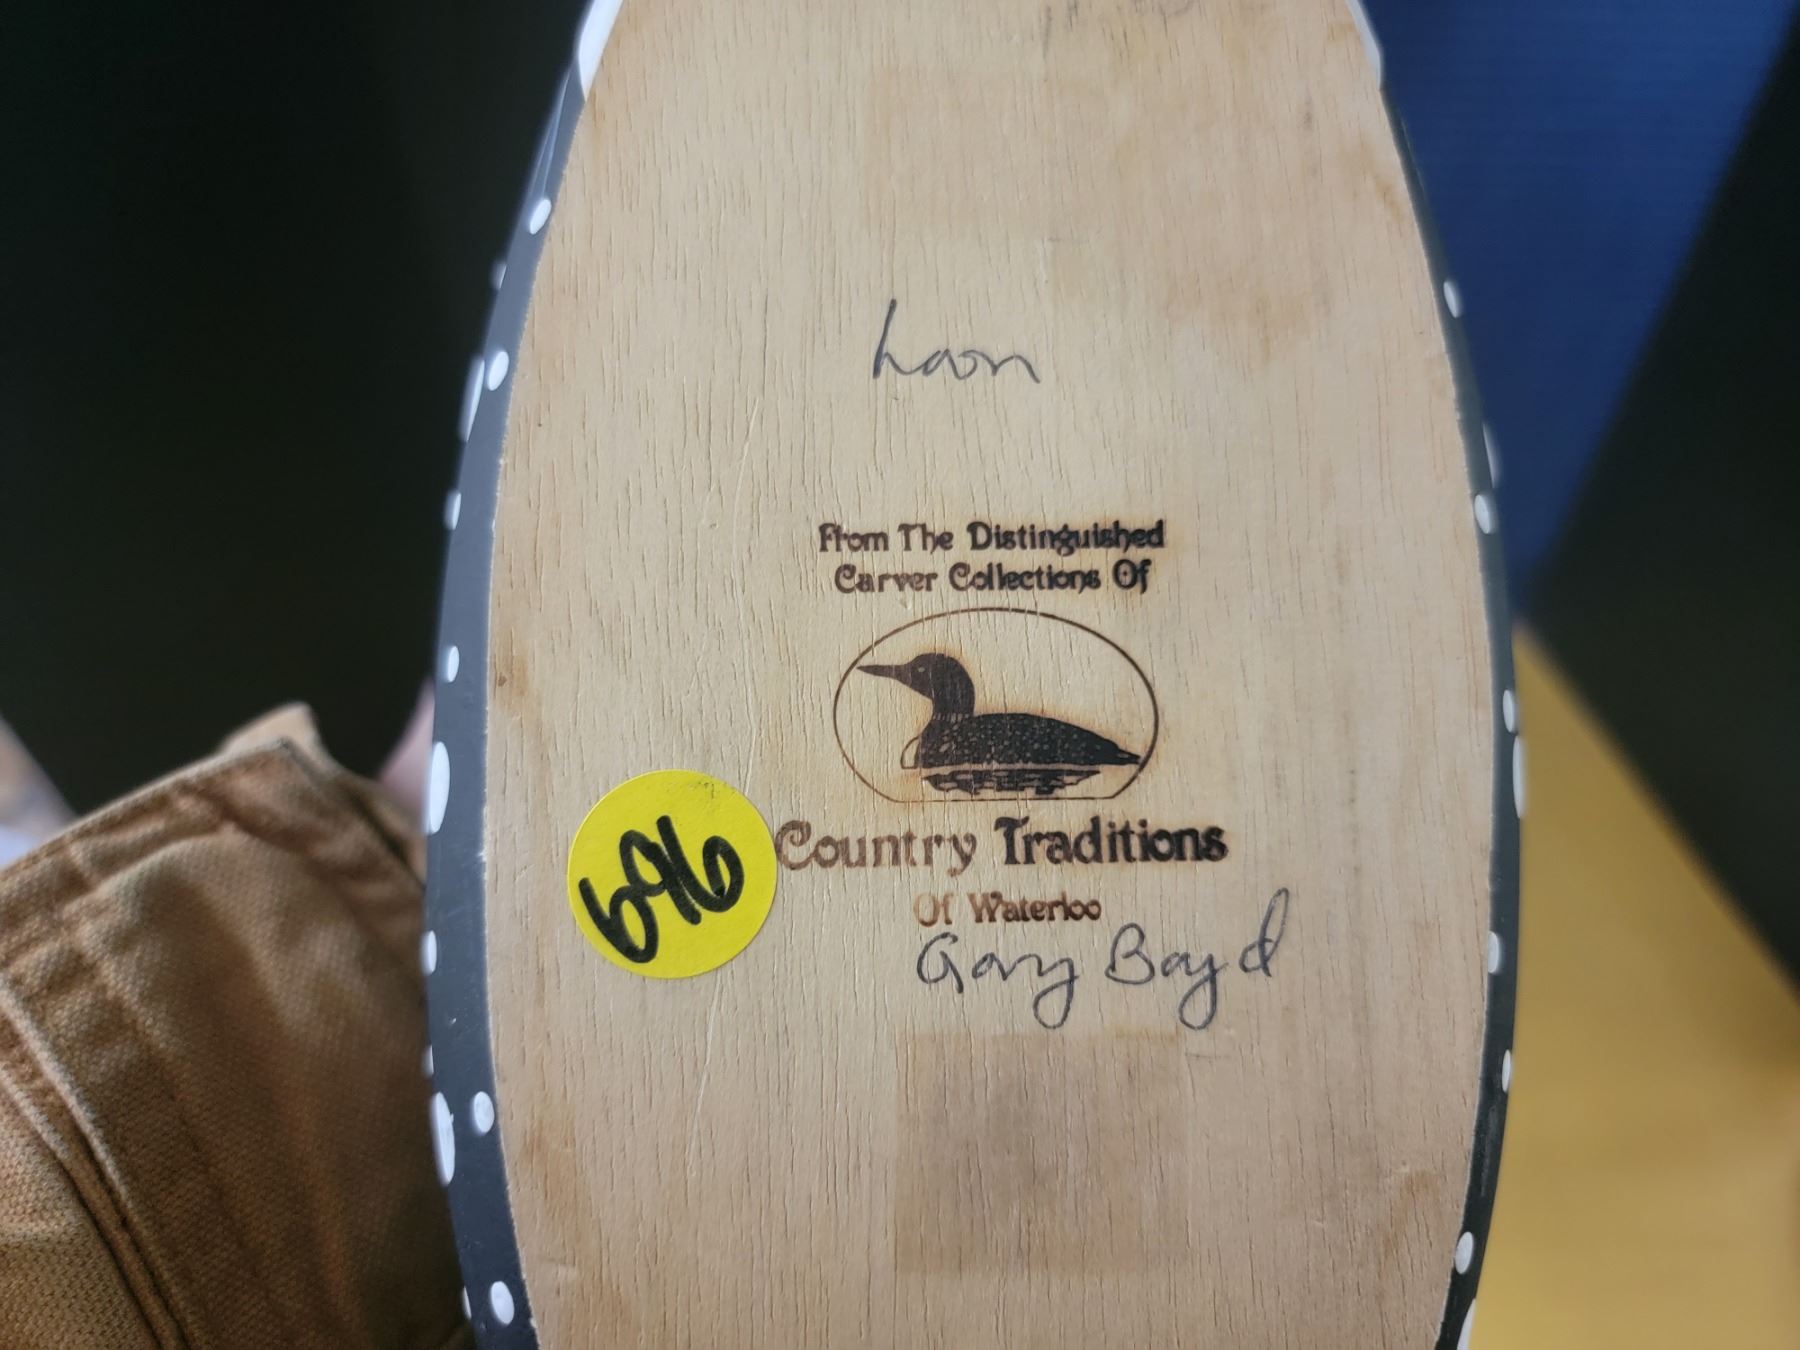 Loon
From The Distinguished
Carver Collections Of
696
Country Traditions
Of Waterloo
Gary Boyd